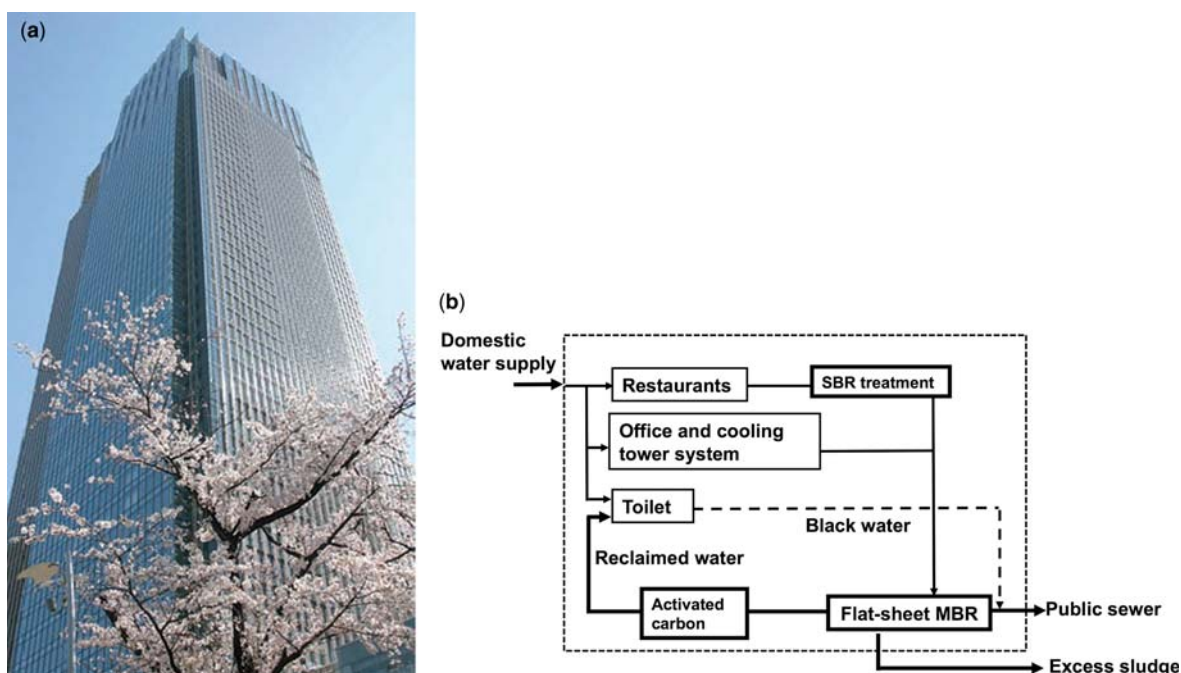 (a)
(b)
Domestic
water supply
Restaurants
SBR treatment
Office and cooling
tower system
Toilet
Black water
Reclaimed water
Activated
carbon
Flat-sheet MBR
Public sewer
Excess sludge